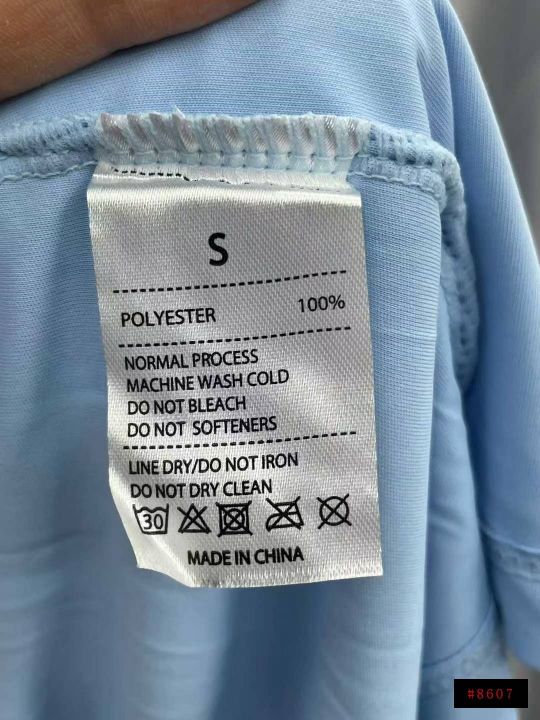 S
POLYESTER 100%
NORMAL PROCESS
MACHINE WASH COLD
DO NOT BLEACH
DO NOT SOFTENERS
LINE DRY/DO NOT IRON
DO NOT DRY CLEAN
30
MADE IN CHINA
#8607